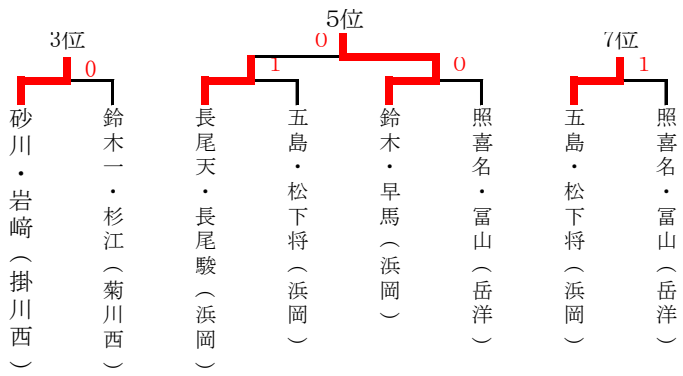 5位
3位
7位
0
0
1
0
1
砂川・岩﨑(掛川西)
鈴木一・杉江(菊川西)
長尾天・長尾駿(浜岡)
五島・松下将(浜岡)
鈴木・早馬(浜岡)
照喜名・冨山(岳洋)
五島・松下将(浜岡)
照喜名・冨山(岳洋)